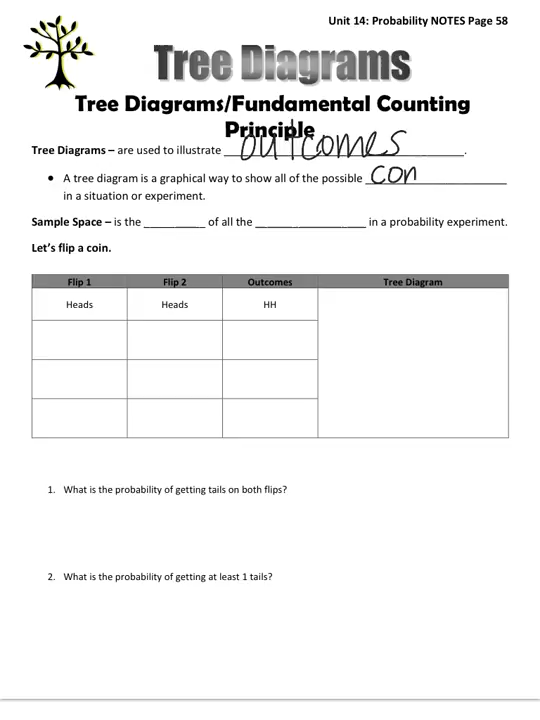 Unit 14: Probability NOTES Page 58
Tree Diagrams
Tree Diagrams/Fundamental Counting
Principle
Tree Diagrams – are used to illustrate outcomes.
• A tree diagram is a graphical way to show all of the possible con
in a situation or experiment.
Sample Space – is the __________ of all the __________________ in a probability experiment.
Let's flip a coin.
Flip 1 Flip 2 Outcomes Tree Diagram
Heads Heads HH
1. What is the probability of getting tails on both flips?
2. What is the probability of getting at least 1 tails?